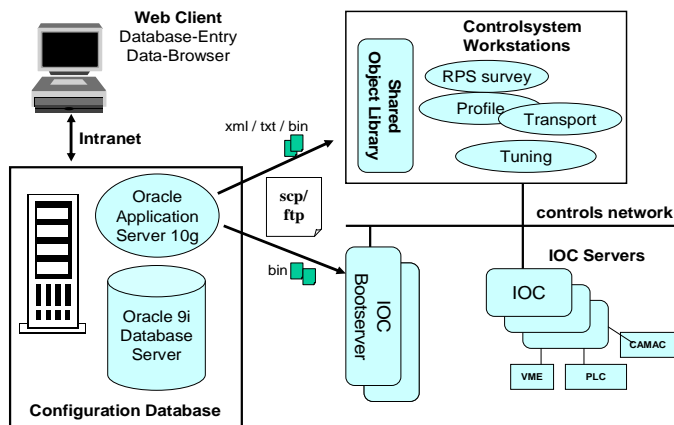 Web Client
Database-Entry
Data-Browser
Intranet
xml / txt / bin
scp/
ftp
bin
Oracle
Application
Server 10g
Oracle 9i
Database
Server
Configuration Database
Controlsystem
Workstations
Shared
Object Library
RPS survey
Profile
Transport
Tuning
controls network
IOC
Bootserver
IOC Servers
IOC
CAMAC
VME
PLC